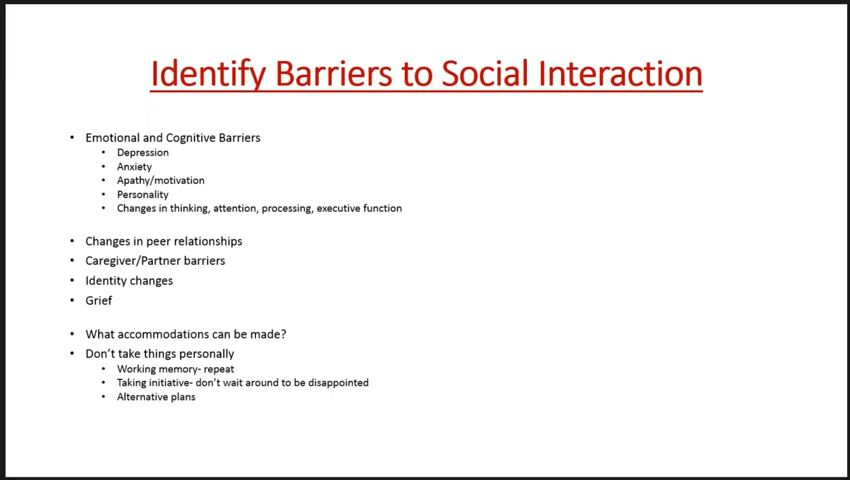 Identify Barriers to Social Interaction
• Emotional and Cognitive Barriers
• Depression
• Anxiety
• Apathy/motivation
• Personality
• Changes in thinking, attention, processing, executive function
• Changes in peer relationships
• Caregiver/Partner barriers
• Identity changes
• Grief
• What accommodations can be made?
• Don’t take things personally
• Working memory- repeat
• Taking initiative- don’t wait around to be disappointed
• Alternative plans